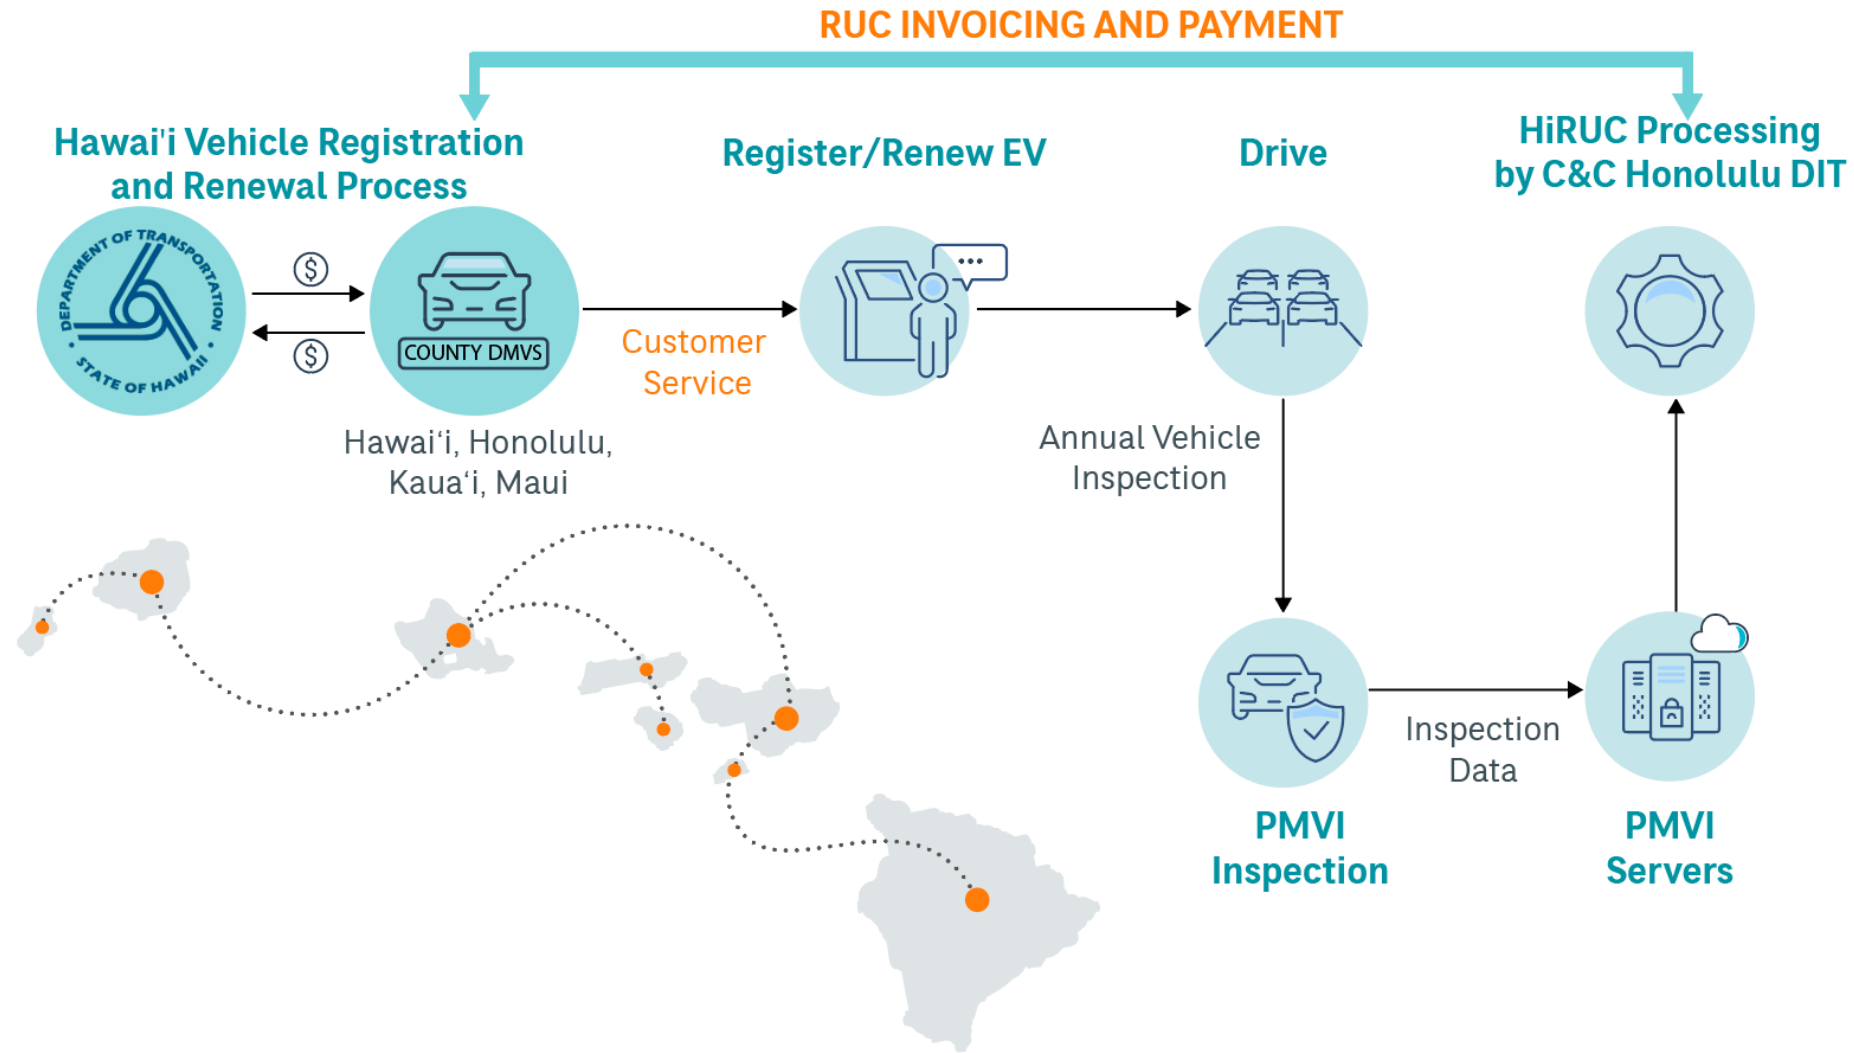 RUC INVOICING AND PAYMENT
Hawai'i Vehicle Registration
and Renewal Process
Register/Renew EV
Drive
HiRUC Processing
by C&C Honolulu DIT
DEPARTMENT OF TRANSPORTATION
• STATE OF HAWAII •
$
$
COUNTY DMVS
Customer
Service
Hawai‘i, Honolulu,
Kaua‘i, Maui
Annual Vehicle
Inspection
Inspection
Data
PMVI
Inspection
PMVI
Servers